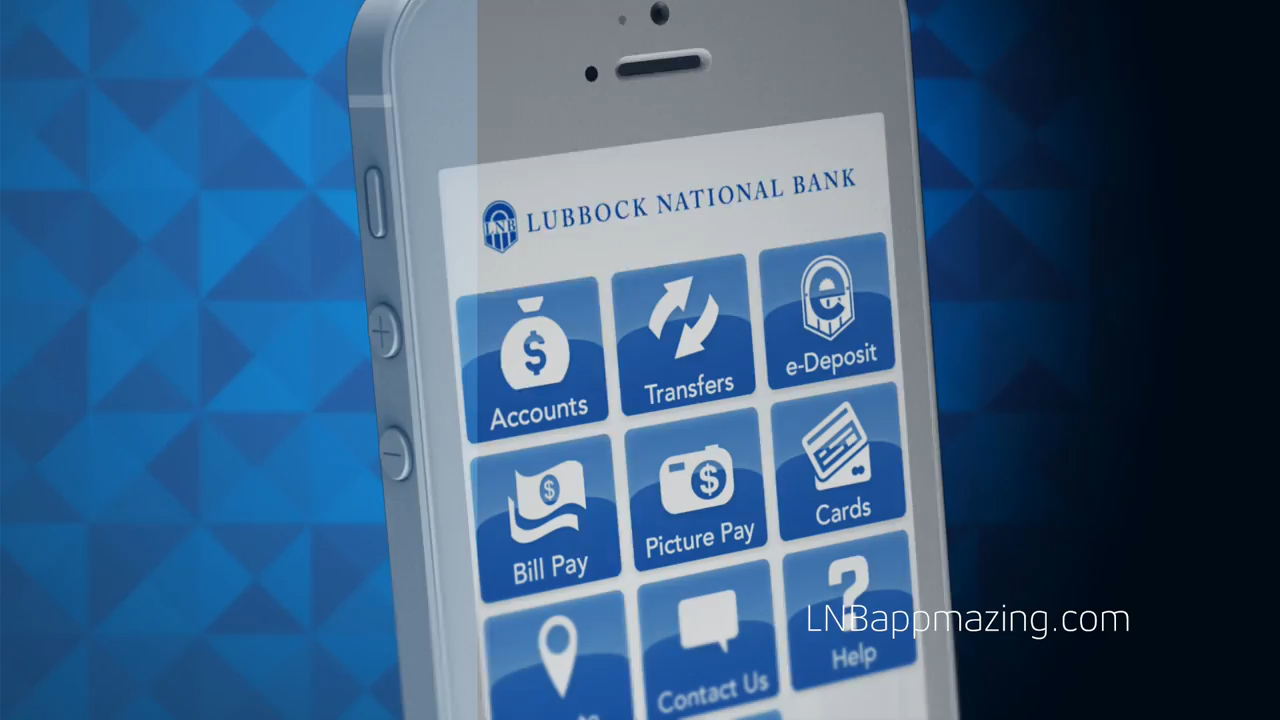 LNB LUBBOCK NATIONAL BANK
Accounts
Transfers
e-Deposit
Bill Pay
Picture Pay
Cards
Contact Us
Help
LNBappmazing.com